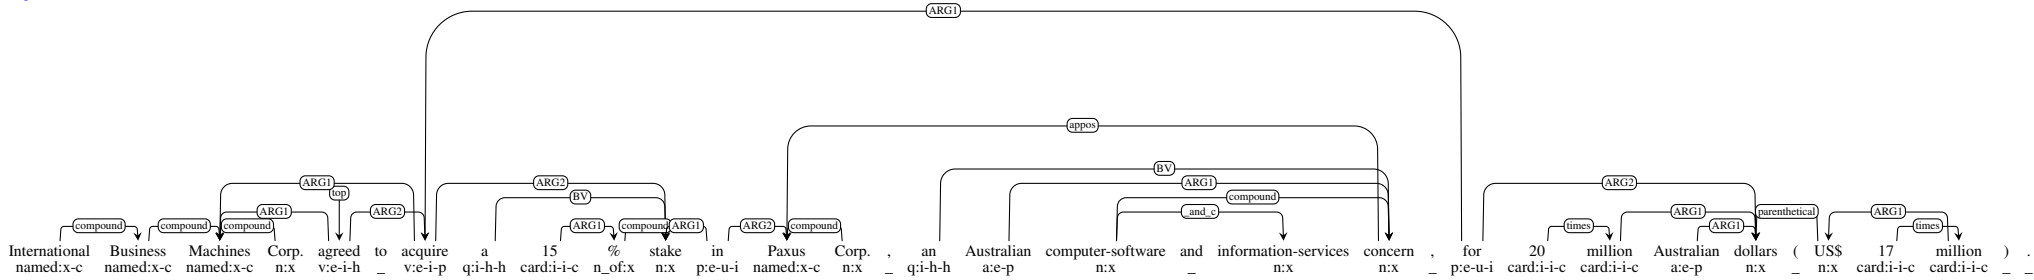 ARG1
appos
BV
ARG1 ARG2 ARG1 ARG2
top BV compound
ARG1 ARG2 _and_c ARG1 parenthetical ARG1
compound compound compound ARG1 compound ARG1 ARG2 compound times ARG1 times
International Business Machines Corp. agreed to acquire a 15 % stake in Paxus Corp. , an Australian computer-software and information-services concern , for 20 million Australian dollars ( US$ 17 million ) .
named:x-c named:x-c named:x-c n:x v:e-i-h _ v:e-i-p q:i-h-h card:i-i-c n_of:x n:x p:e-u-i named:x-c n:x _ q:i-h-h a:e-p n:x _ n:x n:x _ p:e-u-i card:i-i-c card:i-i-c a:e-p n:x _ n:x card:i-i-c card:i-i-c _ _